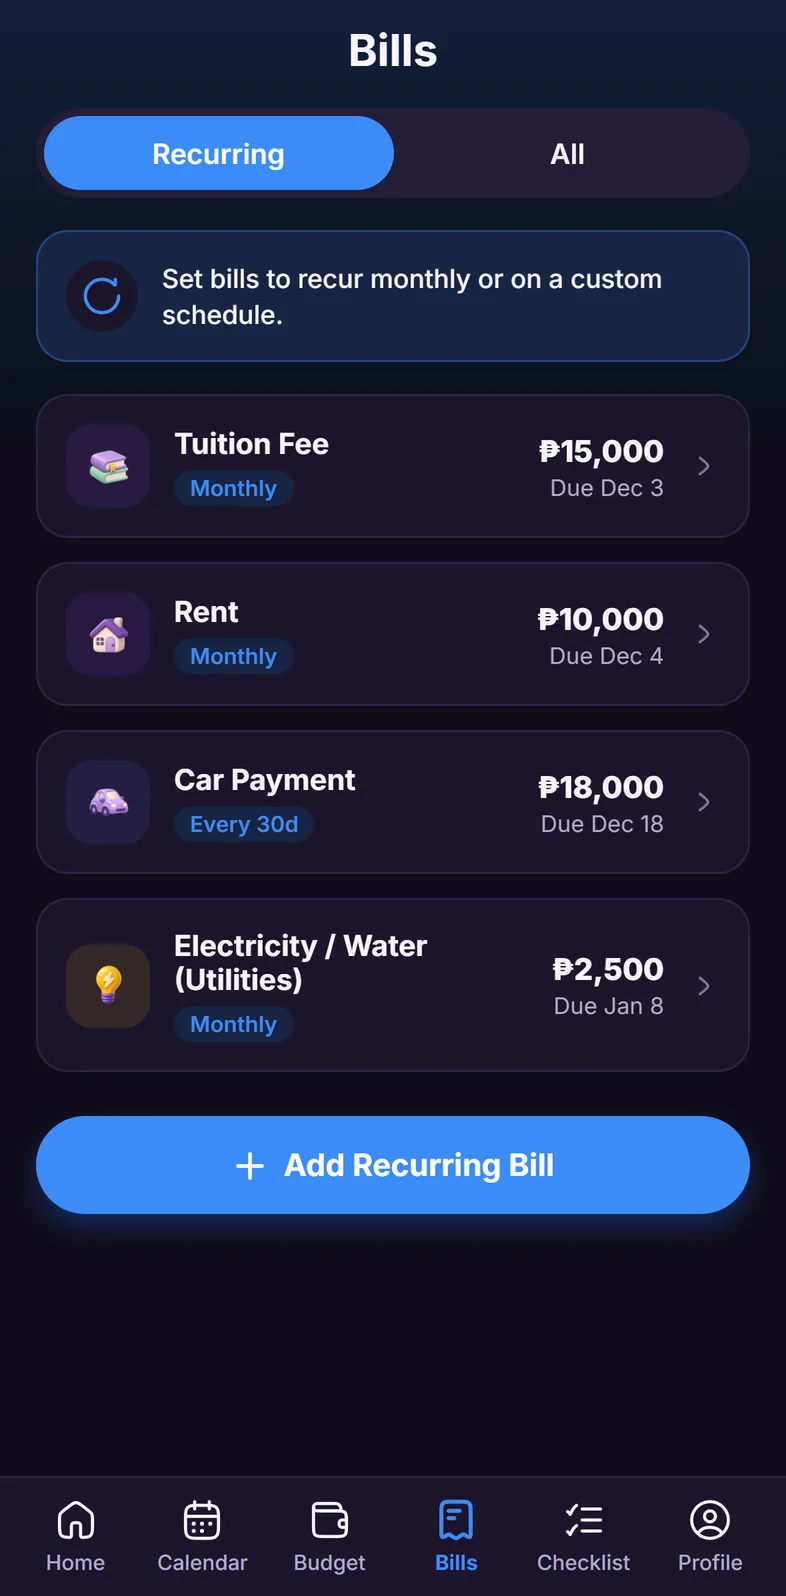 Bills
Recurring
All
Set bills to recur monthly or on a custom
schedule.
Tuition Fee
Monthly
₱15,000
Due Dec 3
Rent
Monthly
₱10,000
Due Dec 4
Car Payment
Every 30d
₱18,000
Due Dec 18
Electricity / Water
(Utilities)
Monthly
₱2,500
Due Jan 8
Add Recurring Bill
Home
Calendar
Budget
Bills
Checklist
Profile